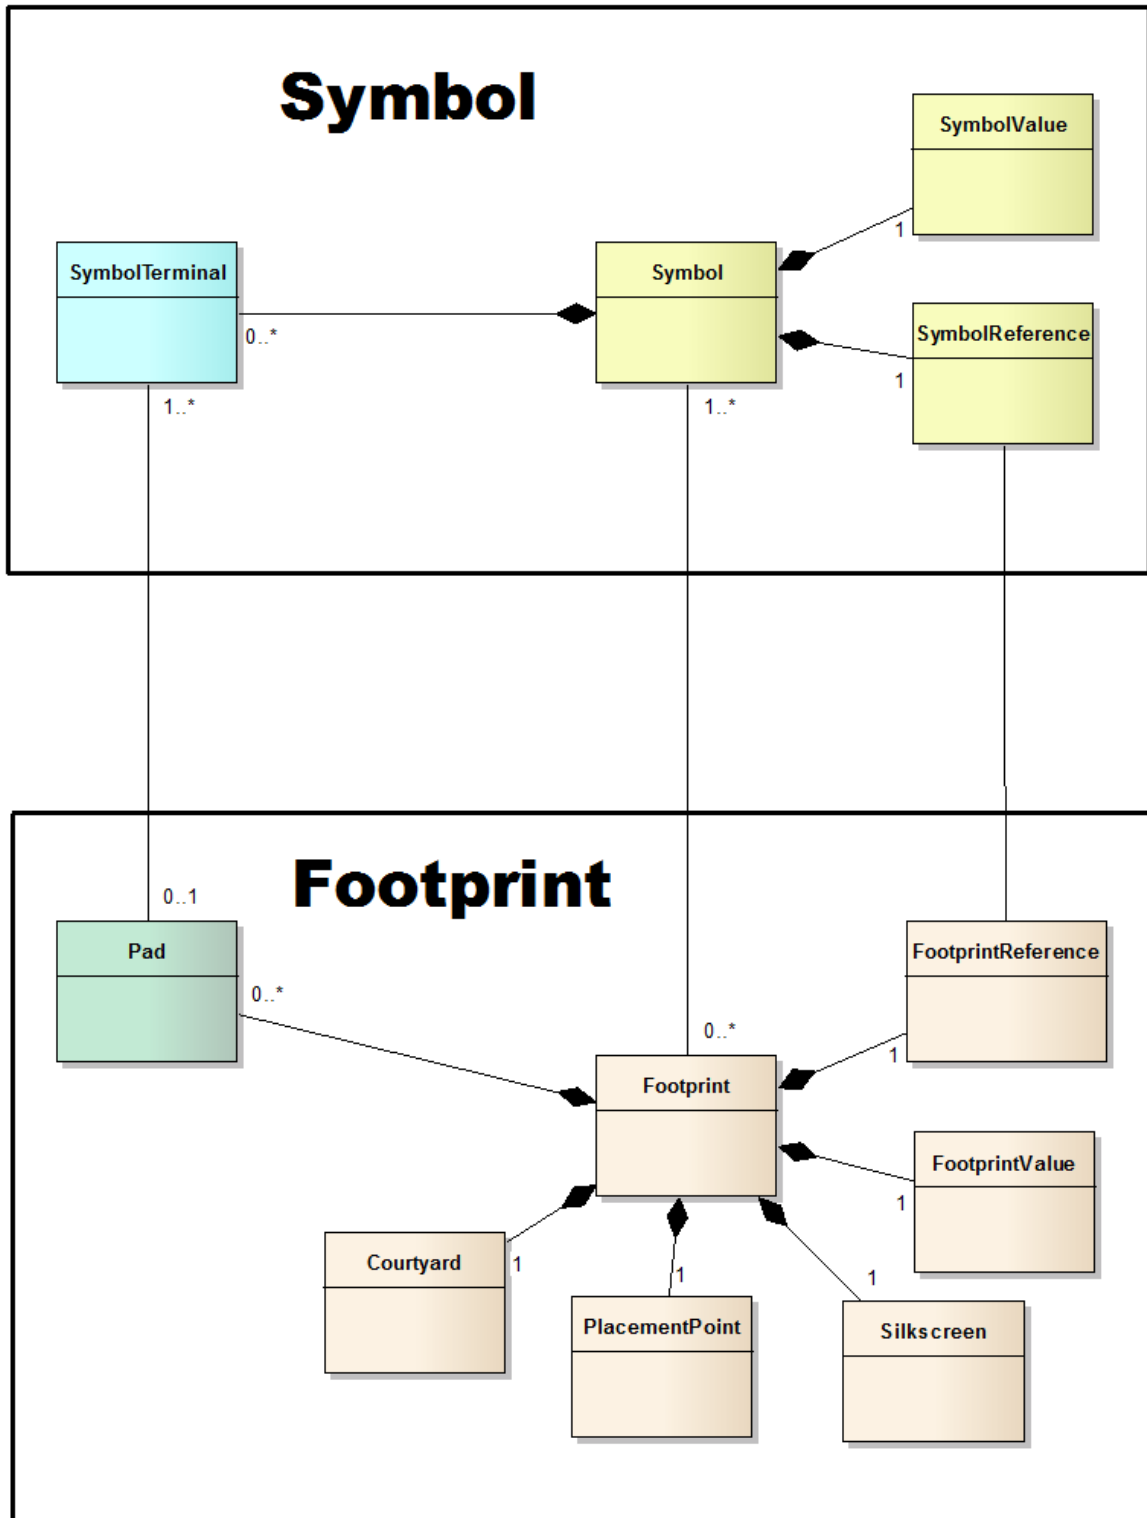 Symbol
SymbolValue
1
SymbolTerminal
0..*
1..*
Symbol
1..*
SymbolReference
1
Footprint
0..1
Pad
0..*
0..*
FootprintReference
1
Footprint
FootprintValue
1
Courtyard
1
1
PlacementPoint
1
Silkscreen